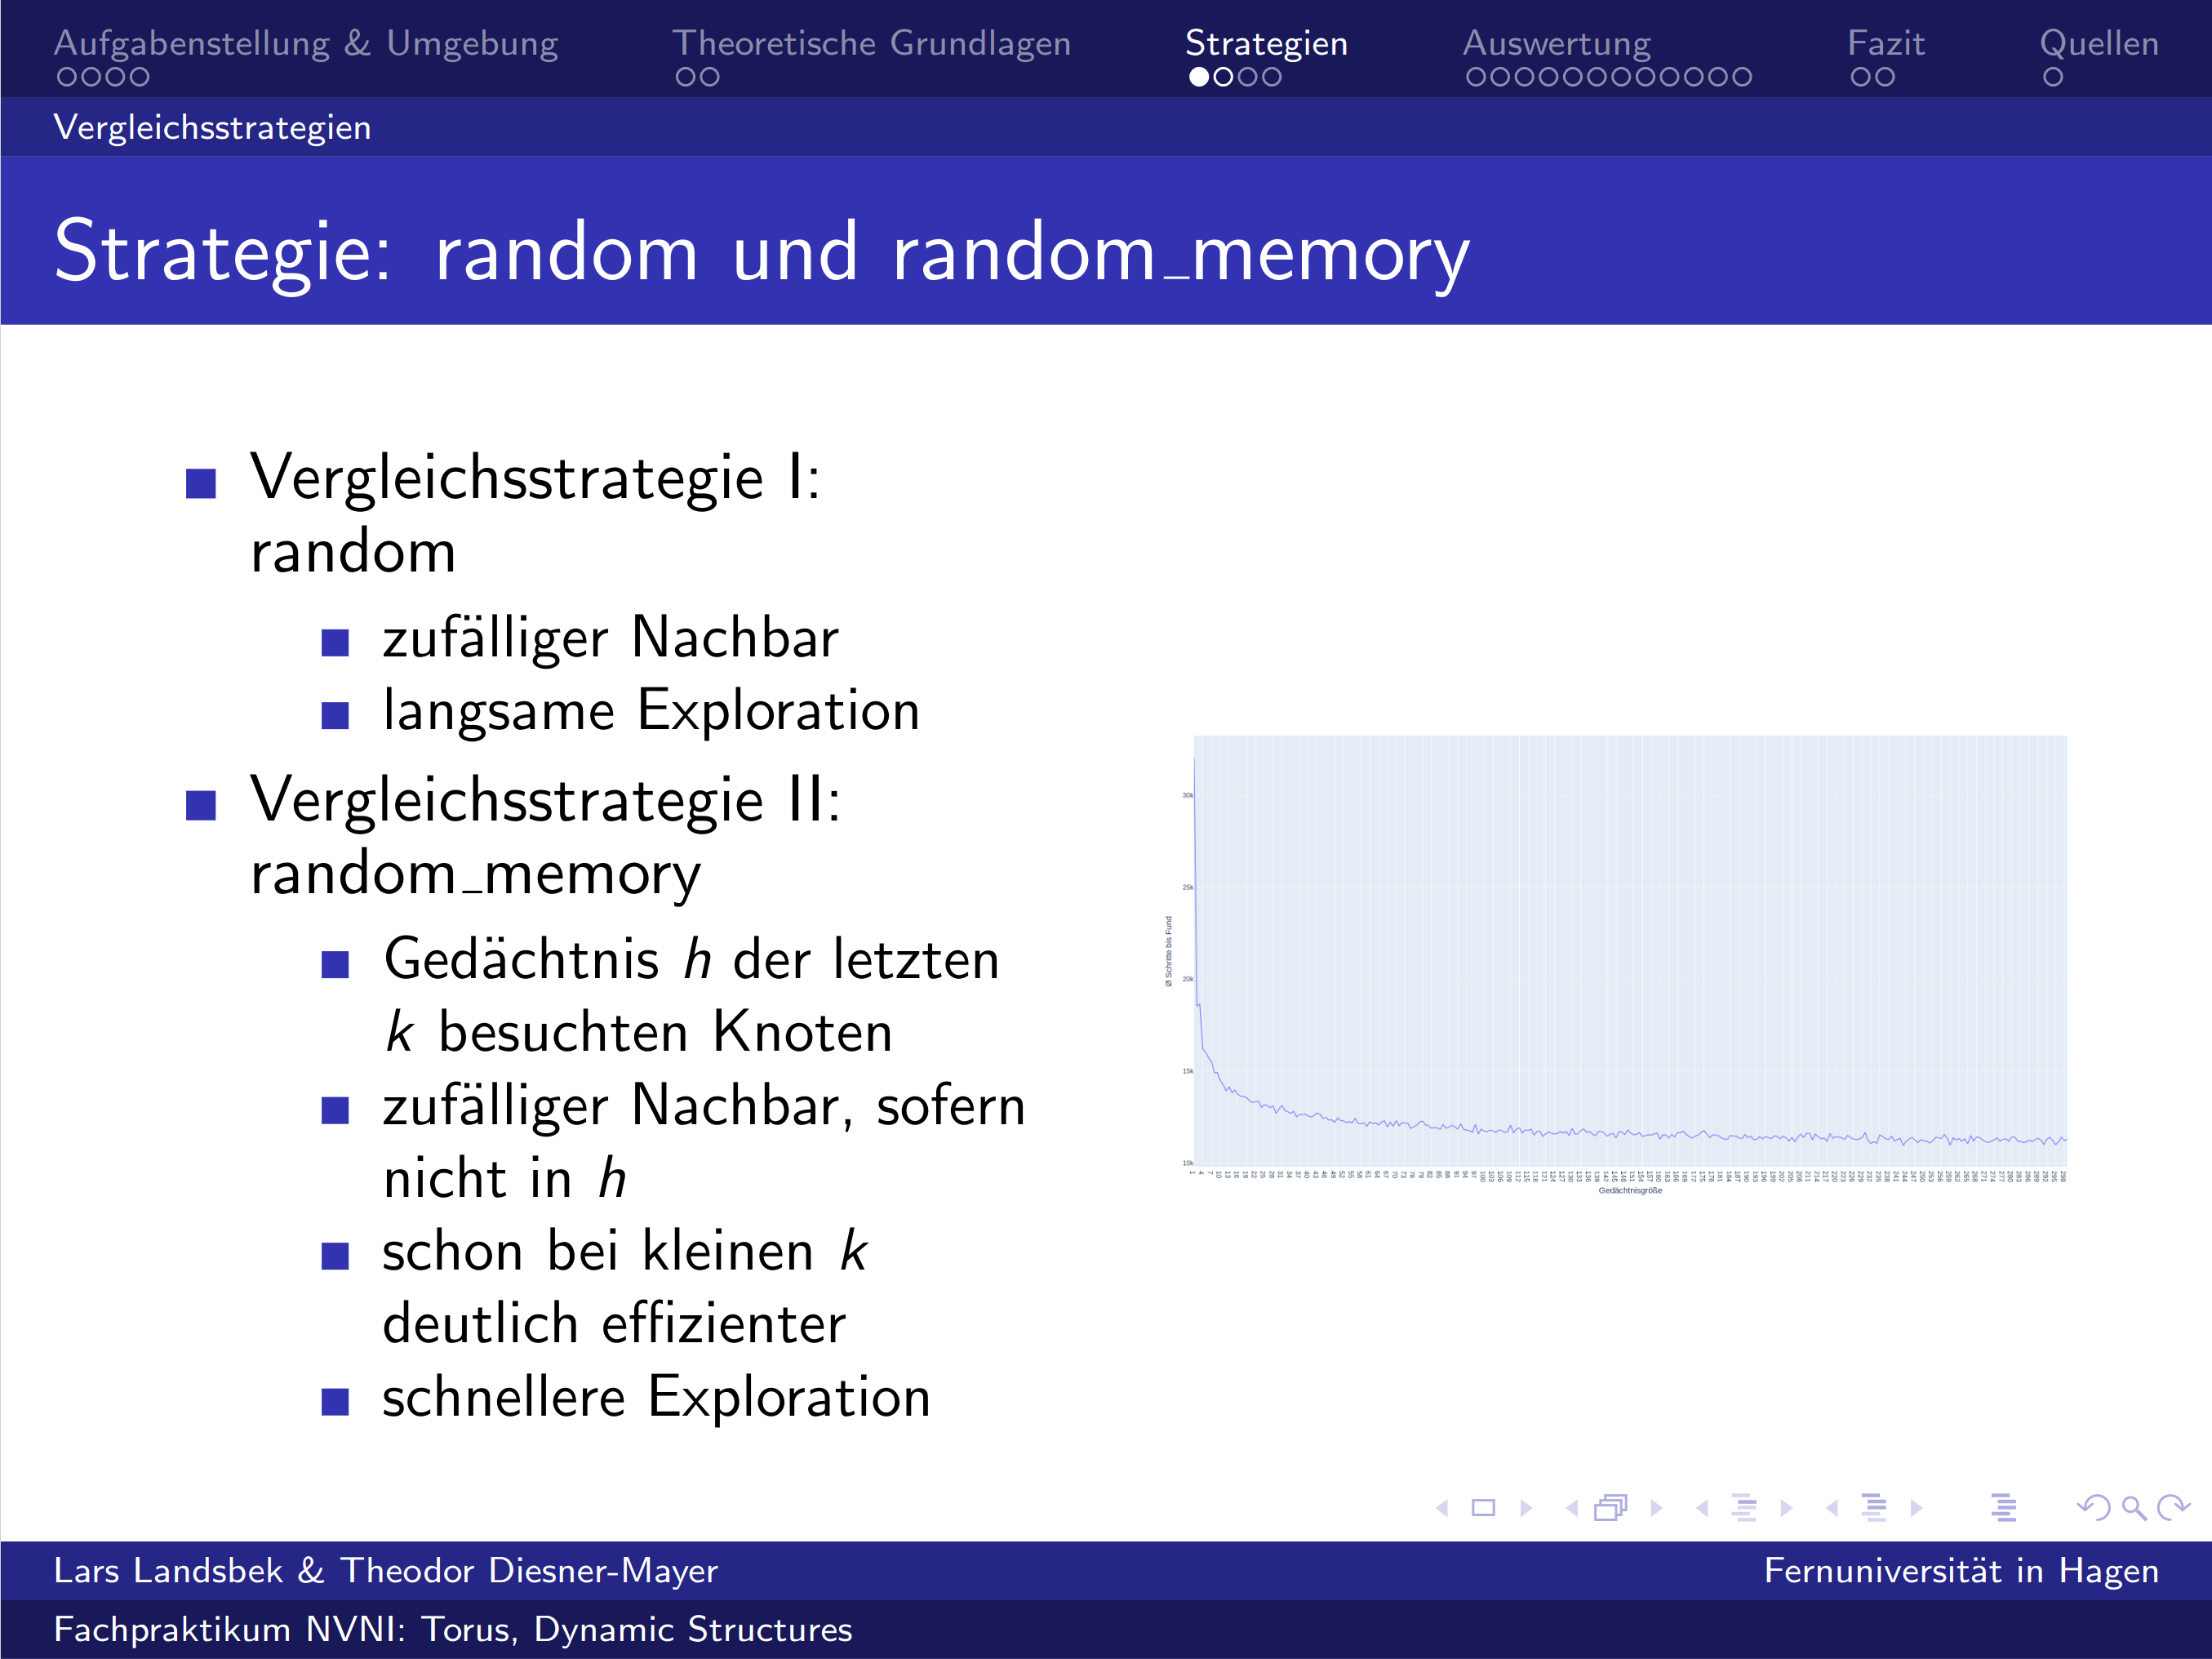 Aufgabenstellung & Umgebung
Theoretische Grundlagen
Strategien
Auswertung
Fazit
Quellen
Vergleichsstrategien
Strategie: random und random_memory
Vergleichsstrategie I:
random
zufälliger Nachbar
langsame Exploration
Vergleichsstrategie II:
random_memory
Gedächtnis h der letzten
k besuchten Knoten
zufälliger Nachbar, sofern
nicht in h
schon bei kleinen k
deutlich effizienter
schnellere Exploration
30k
25k
20k
15k
10k
Ø Schritte bis Fund
Gedächtnisgröße
Lars Landsbek & Theodor Diesner-Mayer
Fernuniversität in Hagen
Fachpraktikum NVNI: Torus, Dynamic Structures